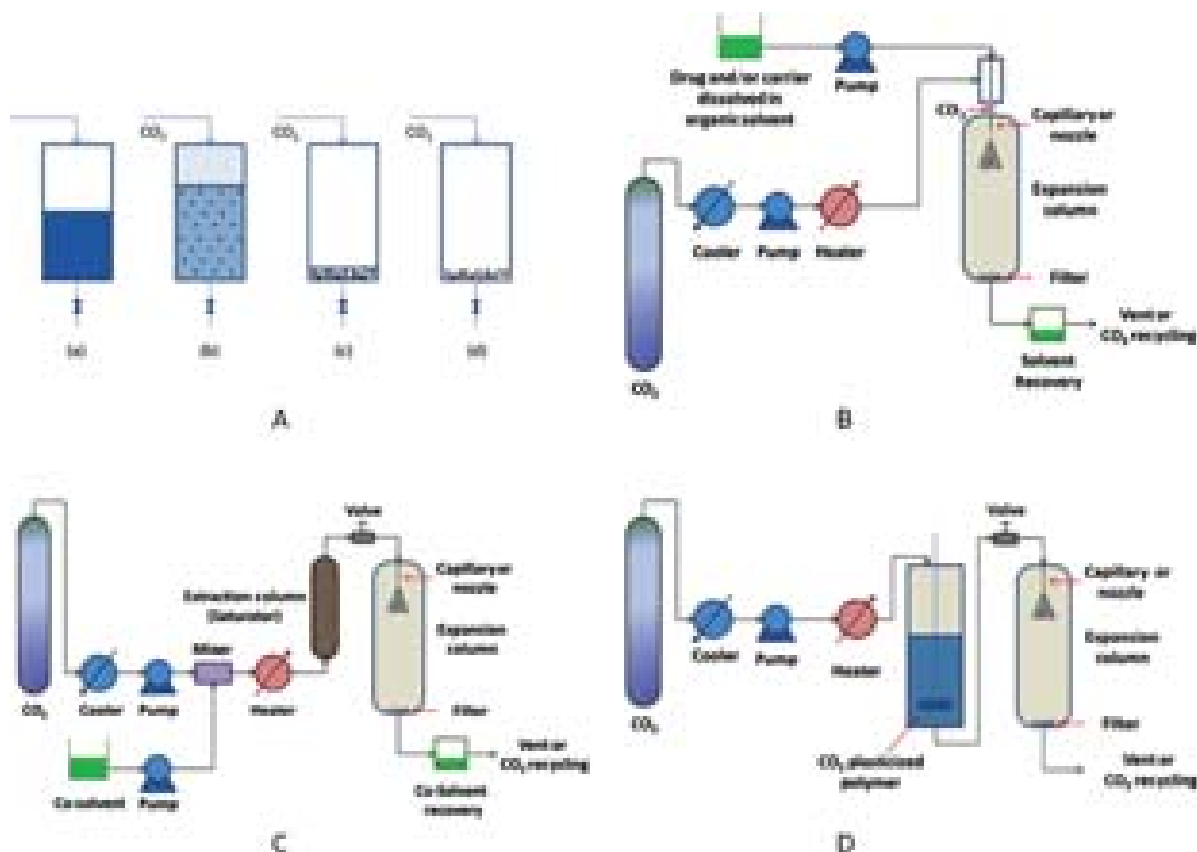 CO₂
CO₂
CO₂
(a)
(b)
(c)
(d)
A
Drug and/or carrier
dissolved in
organic solvent
Pump
CO₂
Capillary or
nozzle
Expansion
column
Cooler
Pump
Heater
Filter
Vent or
CO₂ recycling
Solvent
Recovery
CO₂
B
Valve
Capillary or
nozzle
Extraction column
(Saturator)
Expansion
column
Mixer
CO₂
Cooler
Pump
Heater
Filter
Vent or
CO₂ recycling
Co-solvent
Pump
Co-Solvent
recovery
C
Valve
Capillary or
nozzle
Cooler
Pump
Heater
Expansion
column
CO₂
Filter
CO₂ plasticized
polymer
Vent or
CO₂ recycling
D